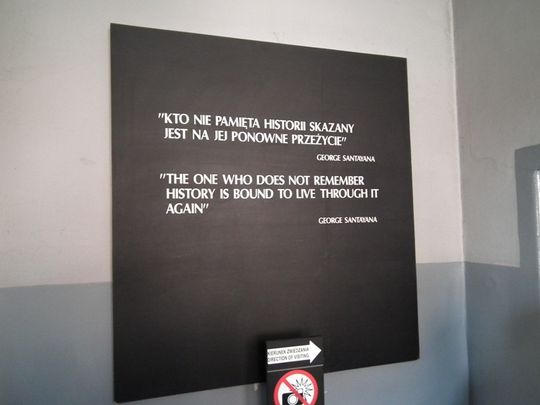 "KTO NIE PAMIĘTA HISTORII SKAZANY
JEST NA JEJ PONOWNE PRZEŻYCIE"
GEORGE SANTAYANA
"THE ONE WHO DOES NOT REMEMBER
HISTORY IS BOUND TO LIVE THROUGH IT
AGAIN"
GEORGE SANTAYANA
KIERUNEK ZWIEDZANIA
DIRECTION OF VISITING